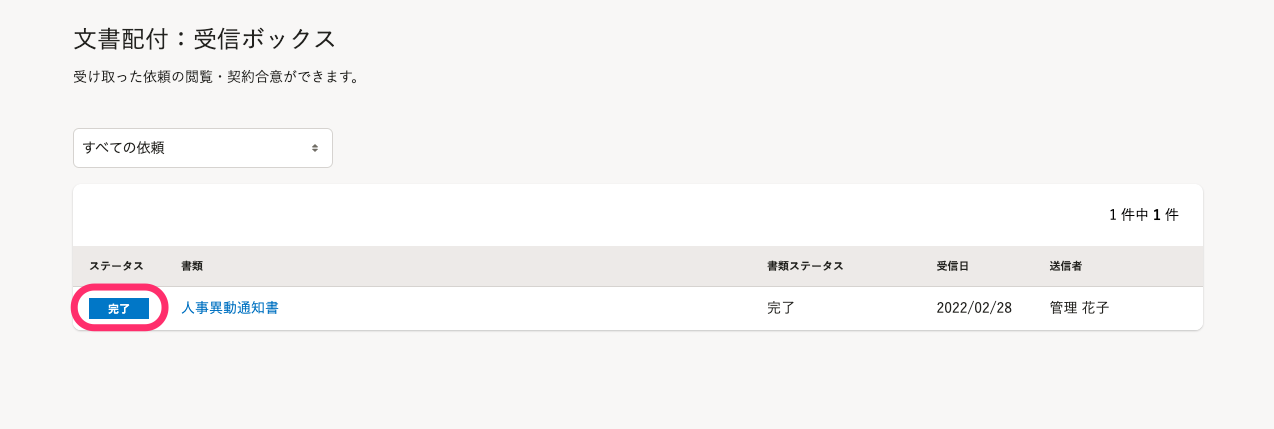 文書配付：受信ボックス
受け取った依頼の閲覧・契約合意ができます。
すべての依頼
1 件中 1 件
ステータス 書類 書類ステータス 受信日 送信者
完了 人事異動通知書 完了 2022/02/28 管理 花子